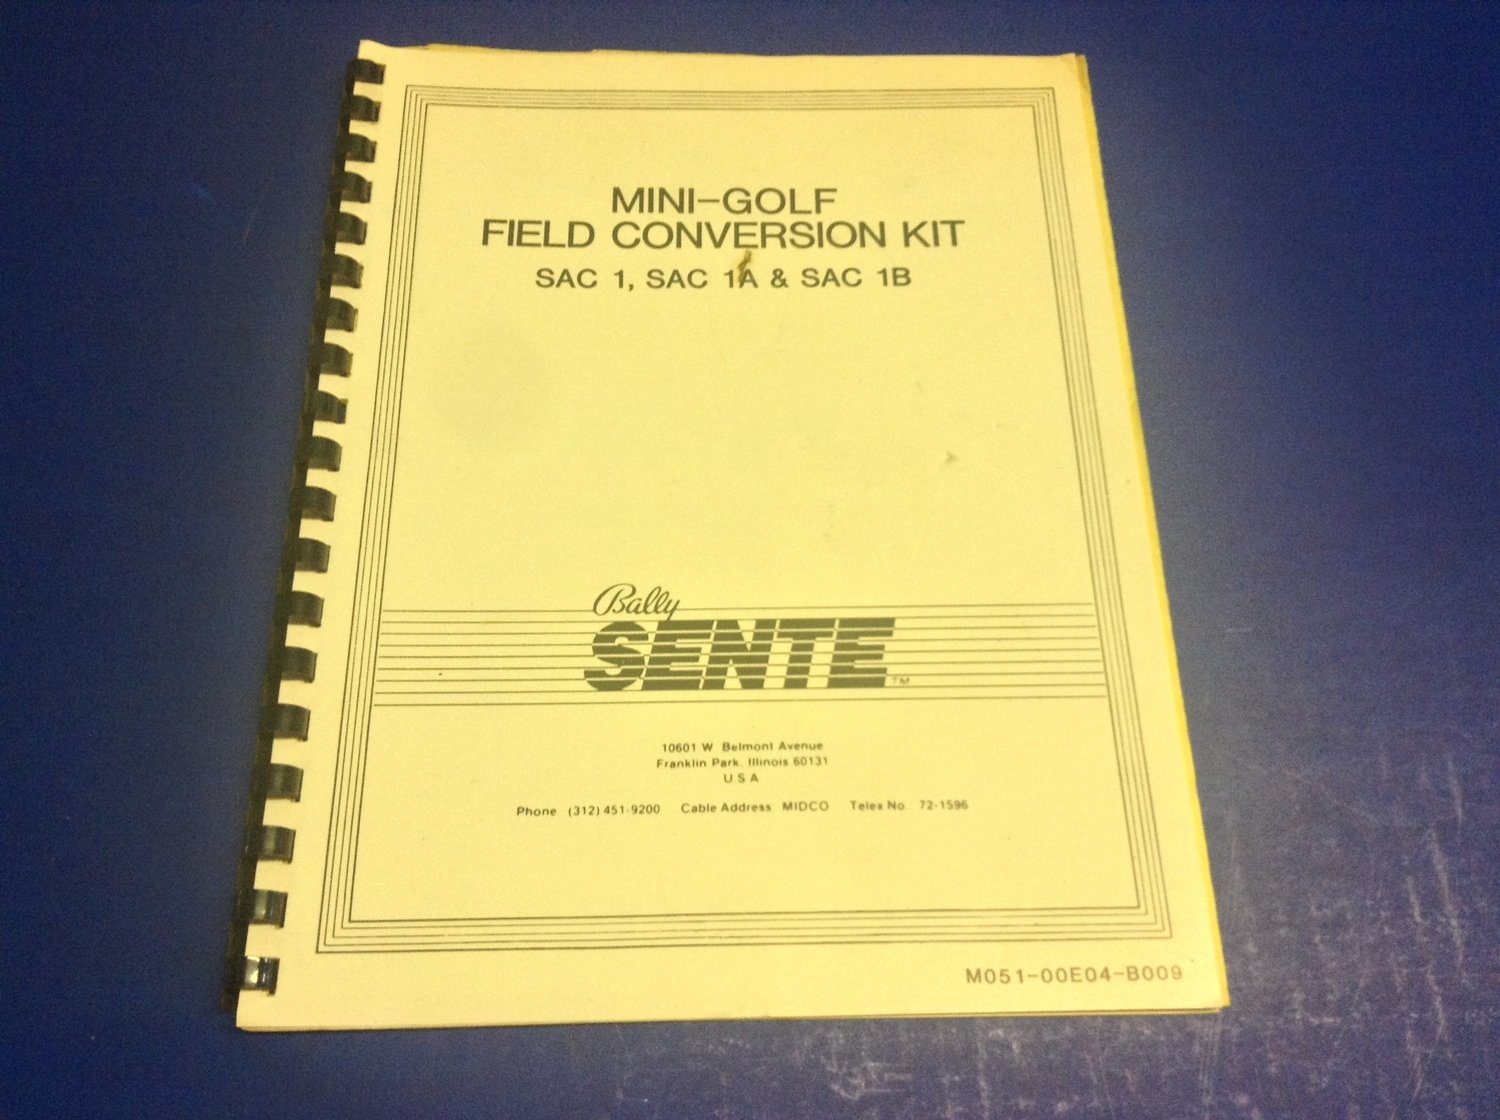 MINI-GOLF
FIELD CONVERSION KIT
SAC 1, SAC 1A & SAC 1B
Bally
SENTE TM
10601 W Belmont Avenue
Franklin Park, Illinois 60131
U S A
Phone (312) 451-9200 Cable Address MIDCO Telex No. 72-1596
M051-00E04-B009